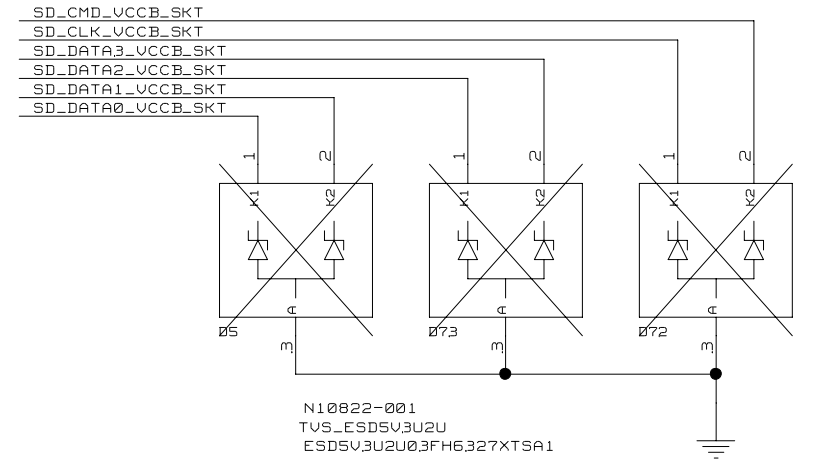 SD_CMD_VCCB_SKT
SD_CLK_VCCB_SKT
SD_DATA3_VCCB_SKT
SD_DATA2_VCCB_SKT
SD_DATA1_VCCB_SKT
SD_DATA0_VCCB_SKT
1 2 1 2 1 2
K1 K2 K1 K2 K1 K2
A A A
D5 D73 D72
3 3 3
N10822-001
TVS_ESD5V3U2U
ESD5V3U2U03FH6327XTSA1